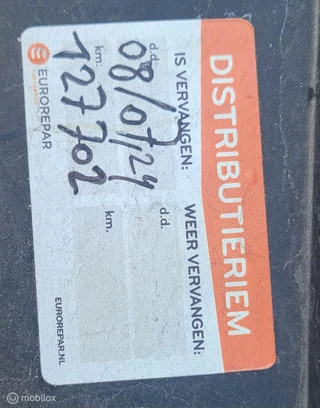 DISTRIBUTIERIEM
IS VERVANGEN:
d.d. 08/07/24
km. 127702
WEER VERVANGEN:
d.d.
km.
EUROREPAR
EUROREPAR.NL
© mobilox